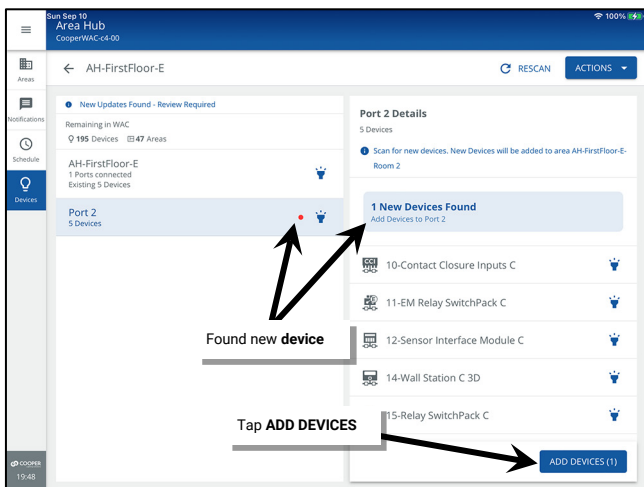 Sun Sep 10
100%
Area Hub
CooperWAC-c4-00
Areas
Notifications
Schedule
Devices
COOPER
19:48
AH-FirstFloor-E
RESCAN
ACTIONS
New Updates Found - Review Required
Remaining in WAC
195 Devices 47 Areas
AH-FirstFloor-E
1 Ports connected
Existing 5 Devices
Port 2
5 Devices
Port 2 Details
5 Devices
Scan for new devices. New Devices will be added to area AH-FirstFloor-E-
Room 2
1 New Devices Found
Add Devices to Port 2
CCI
10-Contact Closure Inputs C
11-EM Relay SwitchPack C
12-Sensor Interface Module C
14-Wall Station C 3D
15-Relay SwitchPack C
ADD DEVICES (1)
Found new device
Tap ADD DEVICES